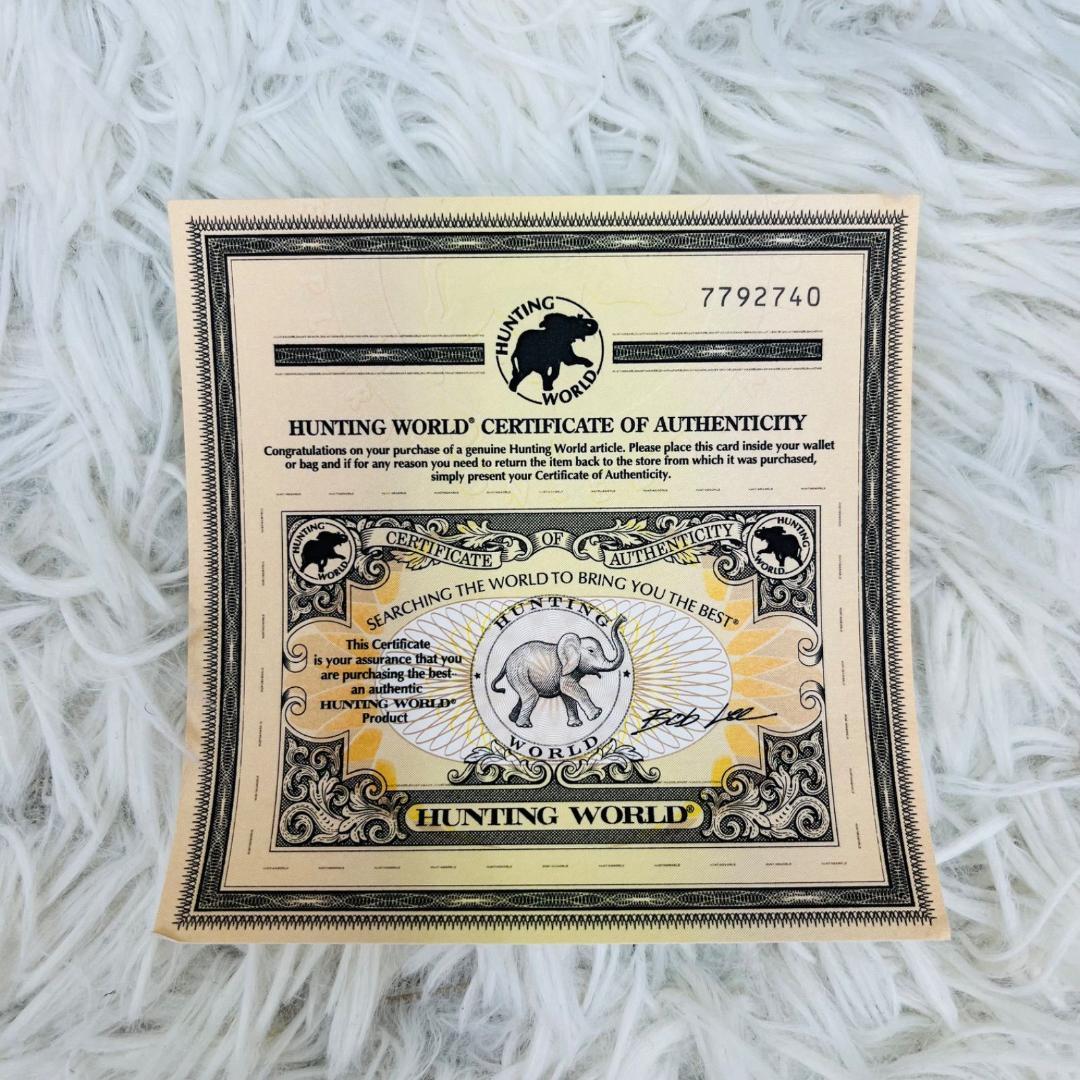 7792740
HUNTING
WORLD
HUNTING WORLD® CERTIFICATE OF AUTHENTICITY
Congratulations on your purchase of a genuine Hunting World article. Please place this card inside your wallet
or bag and if for any reason you need to return the item back to the store from which it was purchased,
simply present your Certificate of Authenticity.
HUNTING
WORLD
CERTIFICATE OF AUTHENTICITY
HUNTING
WORLD
SEARCHING THE WORLD TO BRING YOU THE BEST®
HUNTING
This Certificate
is your assurance that you
are purchasing the best-
an authentic
HUNTING WORLD®
Product
Bob Lee
WORLD
HUNTING WORLD®